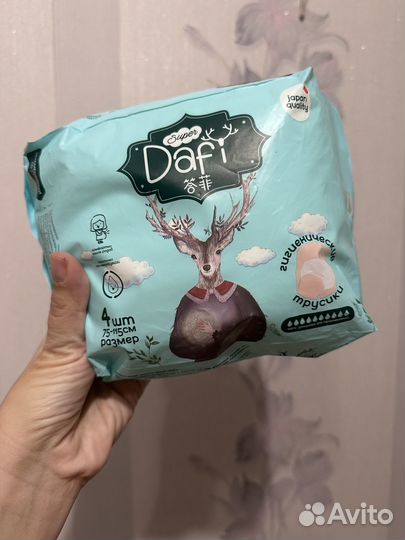 Japan
quality
Super
Dafi
答菲
гигиенические
трусики
4 шт
75-115см
размер
Avito